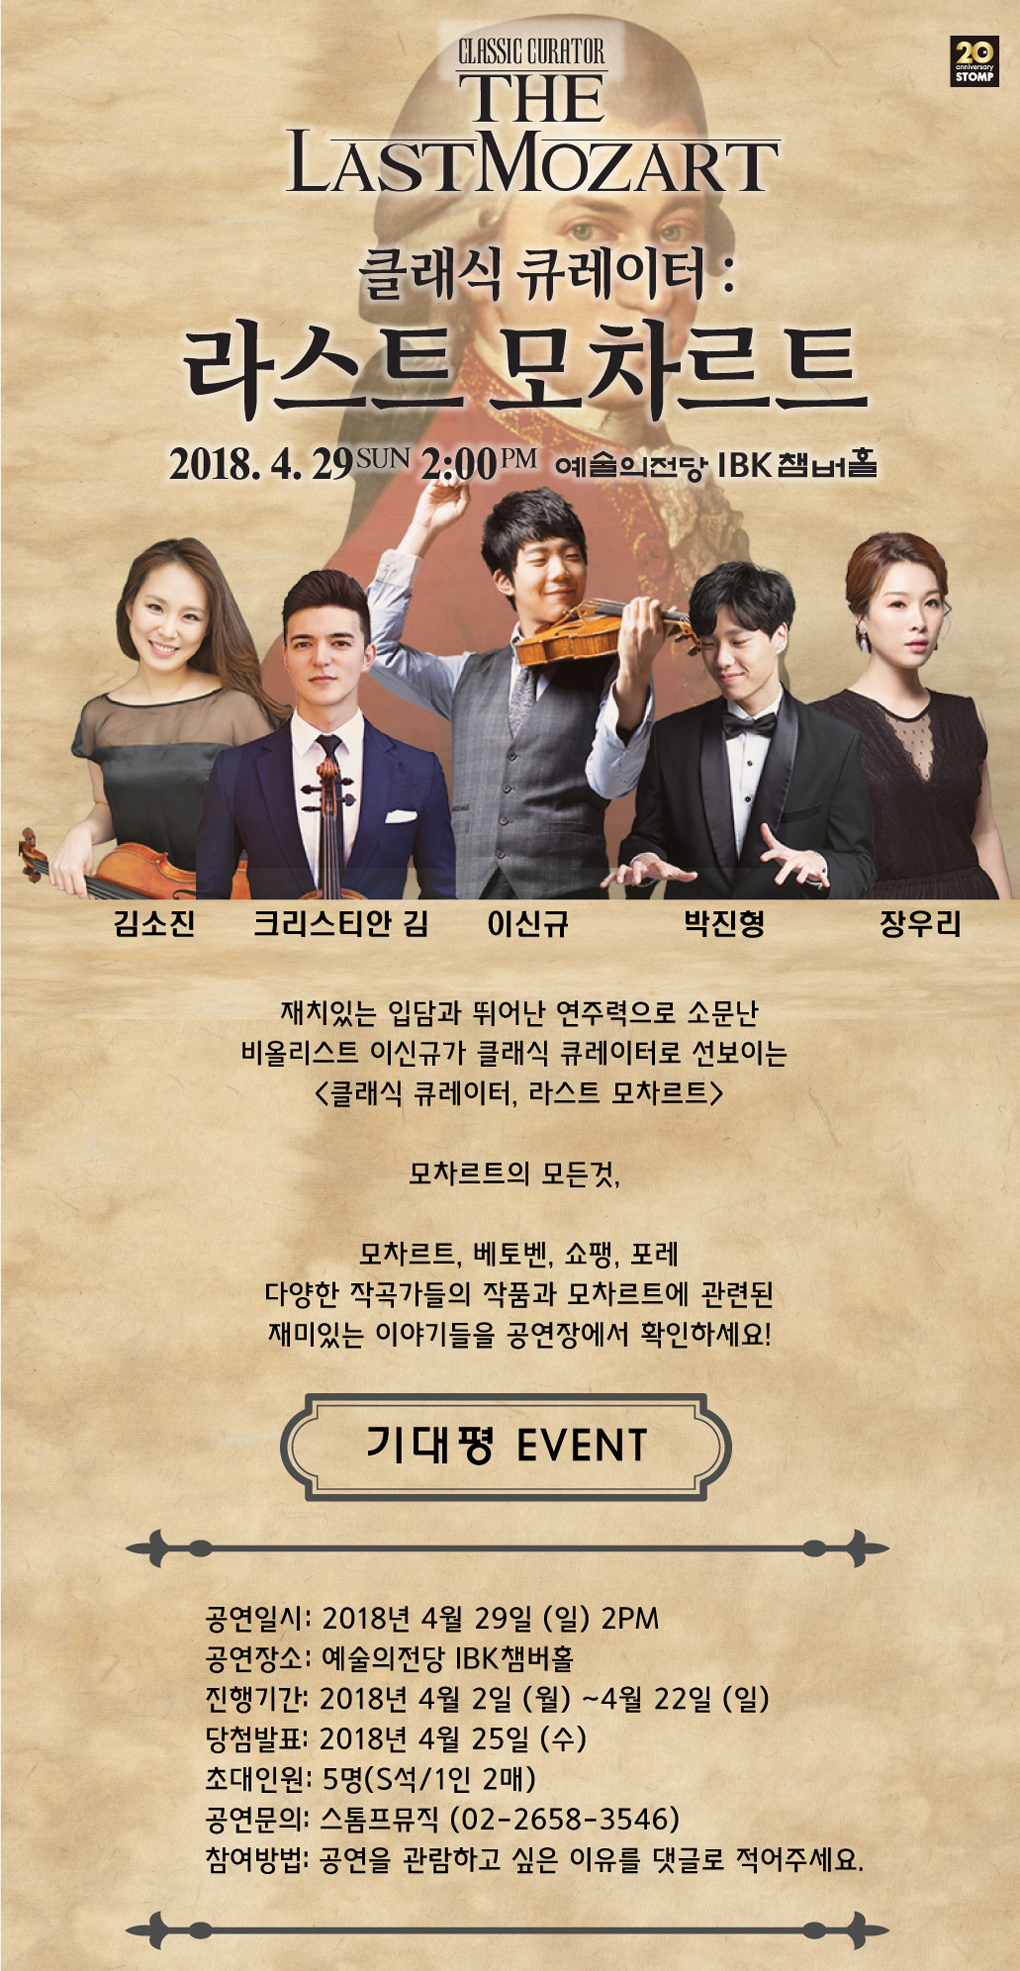 CLASSIC CURATOR
THE
LASTMOZART
20
anniversary
STOMP
클래식 큐레이터 :
라스트 모차르트
2018. 4. 29 SUN 2:00 PM 예술의전당 IBK 챔버홀
김소진 크리스티안 김 이신규 박진형 장우리
재치있는 입담과 뛰어난 연주력으로 소문난
비올리스트 이신규가 클래식 큐레이터로 선보이는
<클래식 큐레이터, 라스트 모차르트>
모차르트의 모든것,
모차르트, 베토벤, 쇼팽, 포레
다양한 작곡가들의 작품과 모차르트에 관련된
재미있는 이야기들을 공연장에서 확인하세요!
기대평 EVENT
공연일시: 2018년 4월 29일 (일) 2PM
공연장소: 예술의전당 IBK챔버홀
진행기간: 2018년 4월 2일 (월) ~4월 22일 (일)
당첨발표: 2018년 4월 25일 (수)
초대인원: 5명(S석/1인 2매)
공연문의: 스톰프뮤직 (02-2658-3546)
참여방법: 공연을 관람하고 싶은 이유를 댓글로 적어주세요.